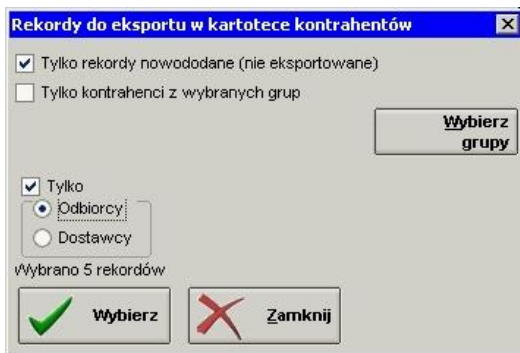 Rekordy do eksportu w kartotece kontrahentów
Tylko rekordy nowododane (nie eksportowane)
Tylko kontrahenci z wybranych grup
Wybierz
grupy
Tylko
Odbiorcy
Dostawcy
Wybrano 5 rekordów
Wybierz
Zamknij